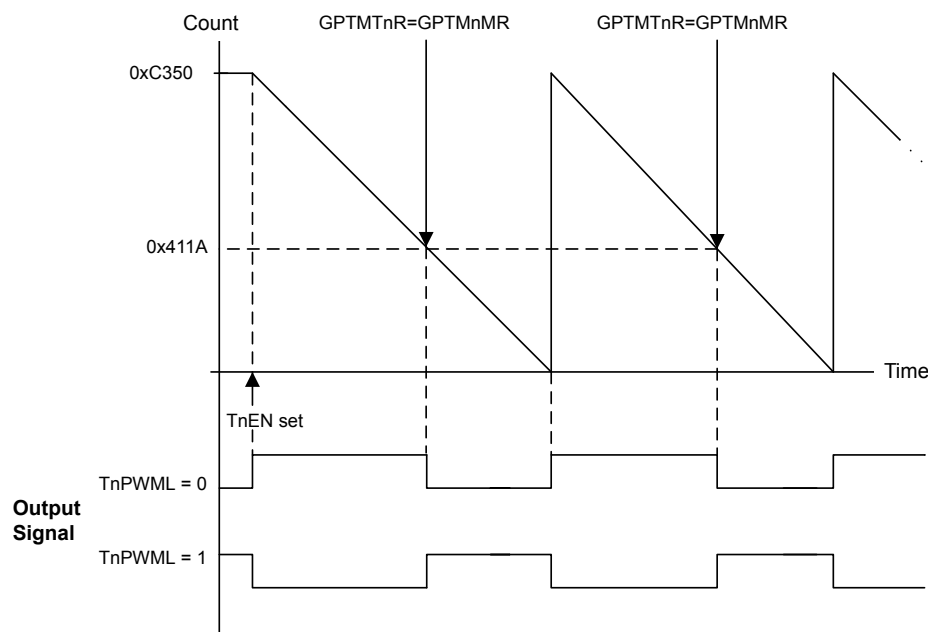 Count
GPTMTnR=GPTMnMR
GPTMTnR=GPTMnMR
0xC350
0x411A
Time
TnEN set
TnPWML = 0
Output
Signal
TnPWML = 1